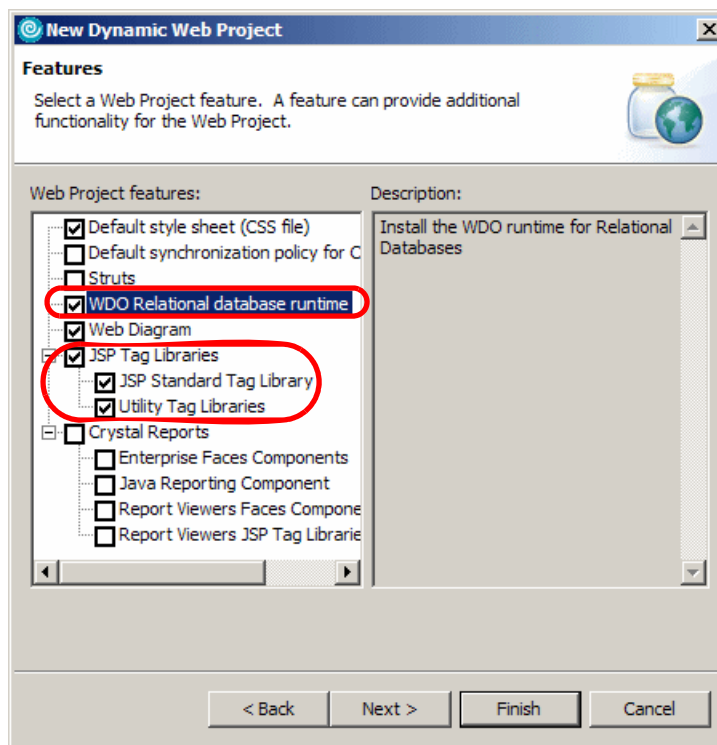 New Dynamic Web Project
Features
Select a Web Project feature. A feature can provide additional
functionality for the Web Project.
Web Project features:
Default style sheet (CSS file)
Default synchronization policy for C
Struts
WDO Relational database runtime
Web Diagram
JSP Tag Libraries
JSP Standard Tag Library
Utility Tag Libraries
Crystal Reports
Enterprise Faces Components
Java Reporting Component
Report Viewers Faces Compone
Report Viewers JSP Tag Librarie
Description:
Install the WDO runtime for Relational
Databases
< Back
Next >
Finish
Cancel